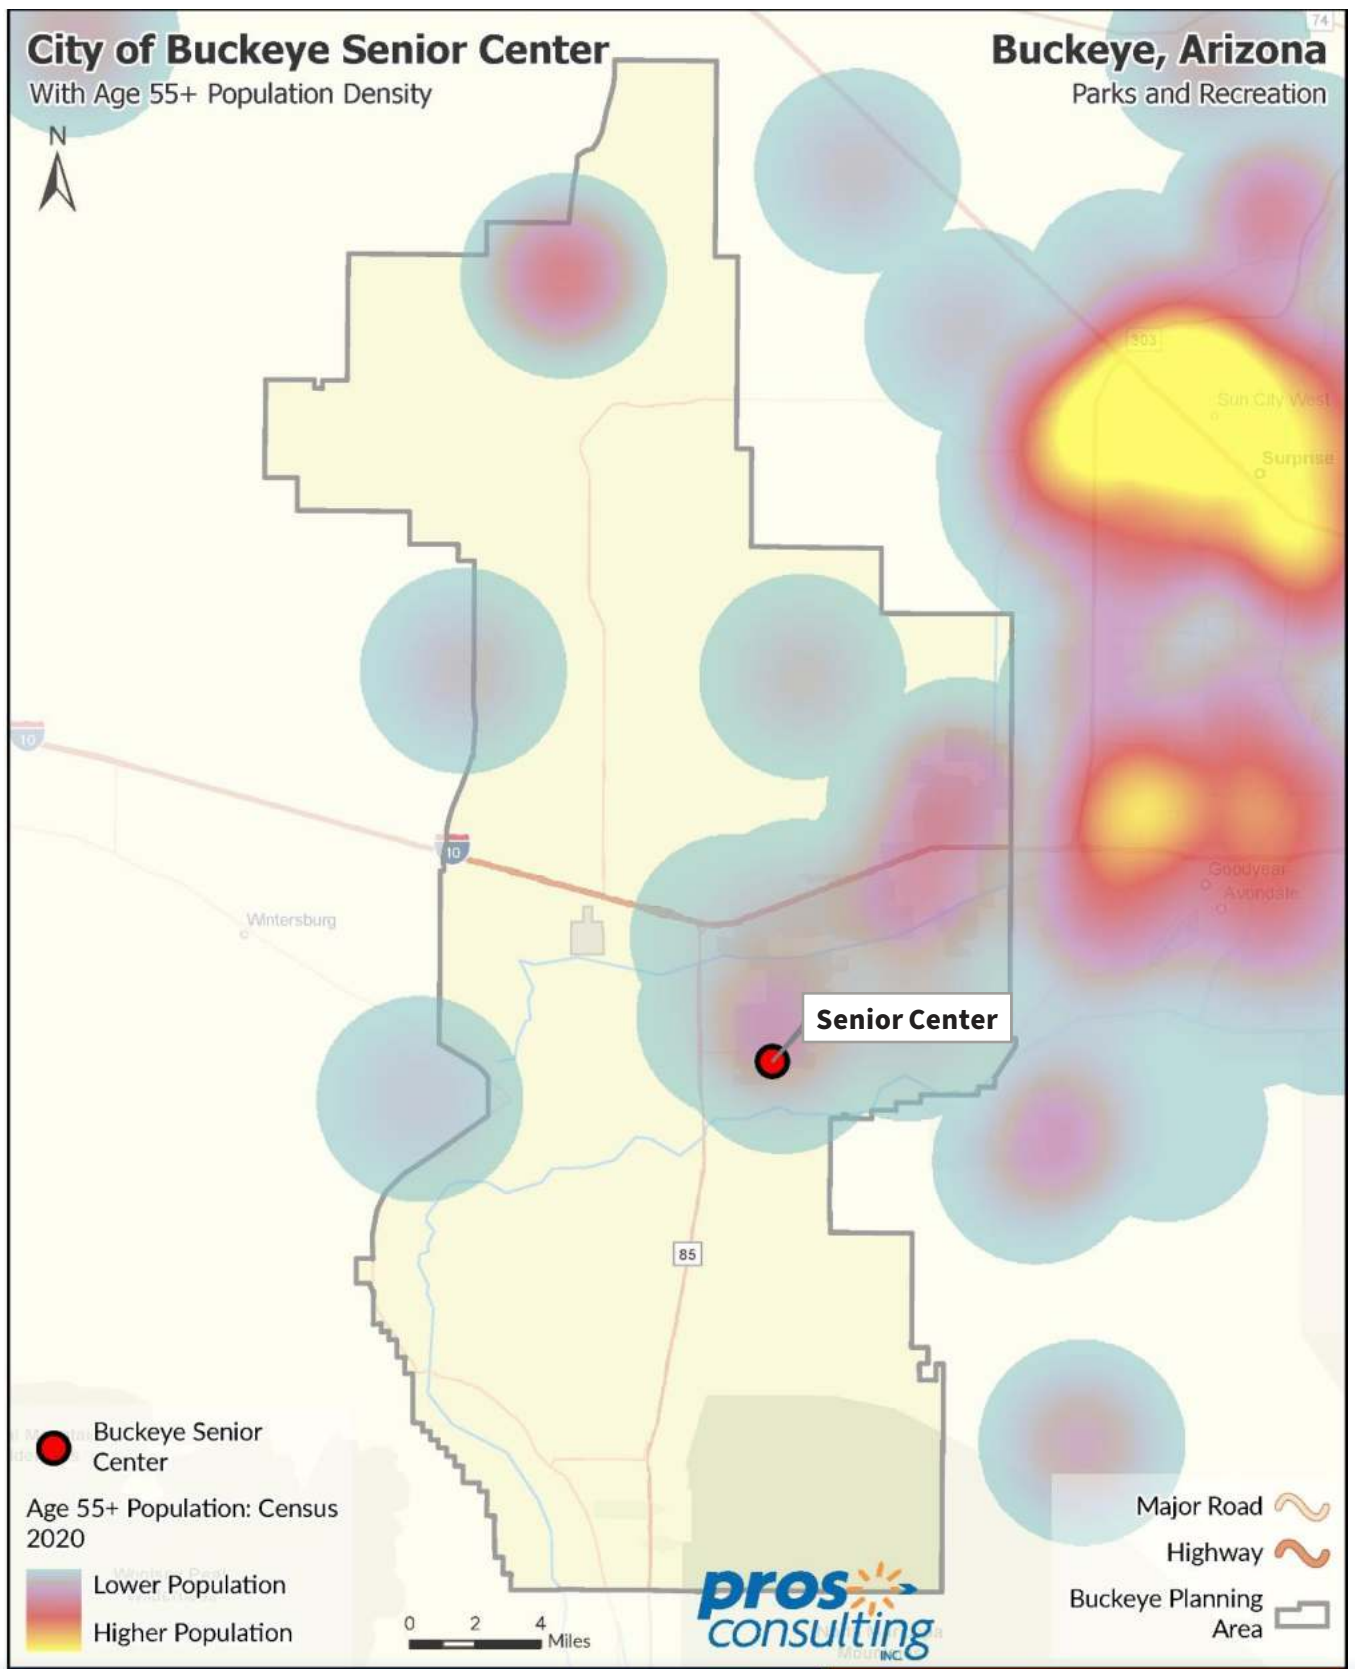 City of Buckeye Senior Center
With Age 55+ Population Density
Buckeye, Arizona
Parks and Recreation
74
N
303
Sun City West
Surprise
10
10
Goodyear
Avondale
Wintersburg
Senior Center
85
Buckeye Senior
Center
Age 55+ Population: Census
2020
Lower Population
Higher Population
0 2 4
Miles
pros
consulting
INC.
Major Road
Highway
Buckeye Planning
Area